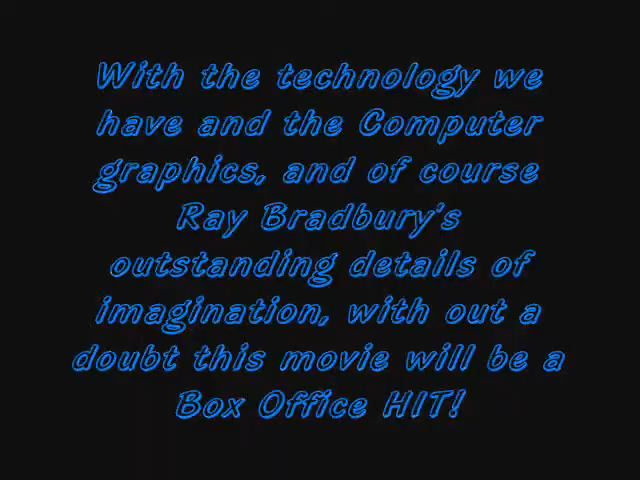 With the technology we
have and the Computer
graphics, and of course
Ray Bradbury's
outstanding details of
imagination, with out a
doubt this movie will be a
Box Office HIT!